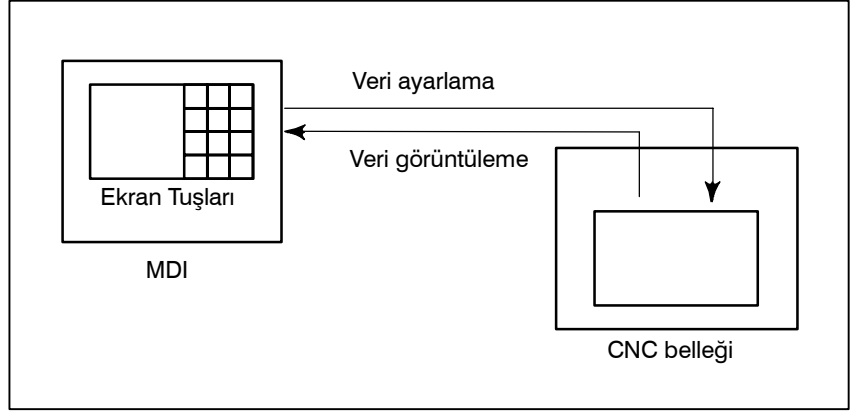 Veri ayarlama
Veri görüntüleme
Ekran Tuşları
MDI
CNC belleği